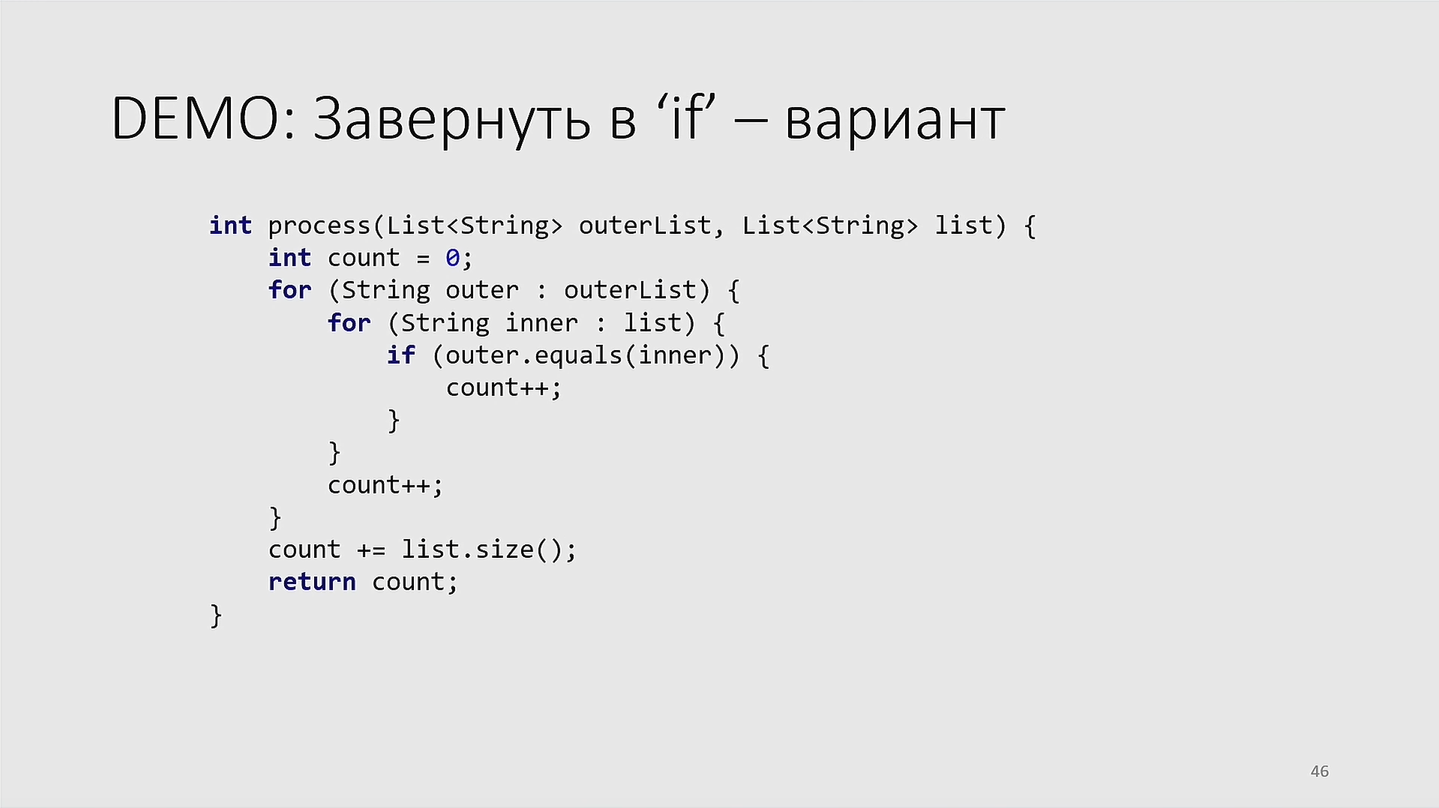 DEMO: Завернуть в ‘if’ – вариант
int process(List<String> outerList, List<String> list) {
    int count = 0;
    for (String outer : outerList) {
        for (String inner : list) {
            if (outer.equals(inner)) {
                count++;
            }
        }
        count++;
    }
    count += list.size();
    return count;
}
46